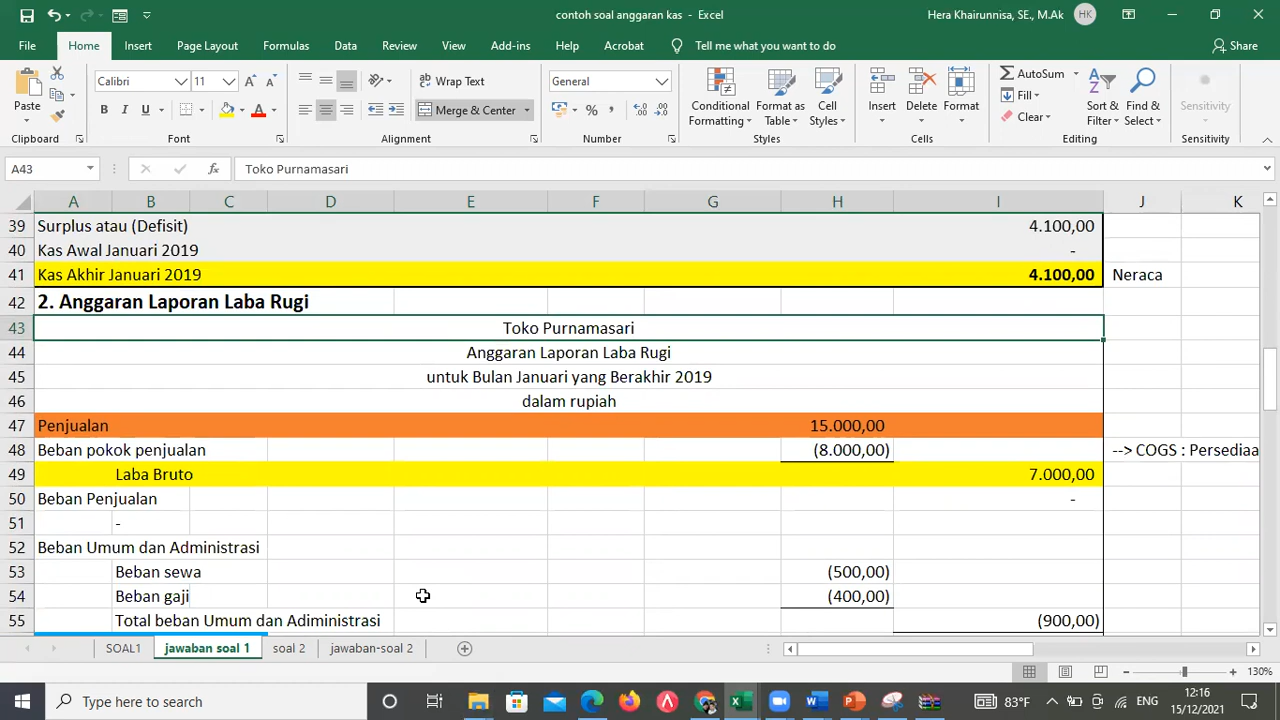 contoh soal anggaran kas - Excel
Hera Khairunnisa, SE., M.Ak HK
File Home Insert Page Layout Formulas Data Review View Add-ins Help Acrobat Tell me what you want to do Share
Paste
Calibri 11
B I U
Wrap Text
Merge & Center
General
Conditional Formatting
Format as Table
Cell Styles
Insert Delete Format
AutoSum
Fill
Clear
Sort & Filter
Find & Select
Sensitivity
Clipboard Font Alignment Number Styles Cells Editing Sensitivity
A43 fx Toko Purnamasari
A B C D E F G H I J K
39 Surplus atau (Defisit) 4.100,00
40 Kas Awal Januari 2019 -
41 Kas Akhir Januari 2019 4.100,00 Neraca
42 2. Anggaran Laporan Laba Rugi
43 Toko Purnamasari
44 Anggaran Laporan Laba Rugi
45 untuk Bulan Januari yang Berakhir 2019
46 dalam rupiah
47 Penjualan 15.000,00
48 Beban pokok penjualan (8.000,00) --> COGS : Persediaa
49 Laba Bruto 7.000,00
50 Beban Penjualan -
51 -
52 Beban Umum dan Administrasi
53 Beban sewa (500,00)
54 Beban gaji (400,00)
55 Total beban Umum dan Adiministrasi (900,00)
SOAL1 jawaban soal 1 soal 2 jawaban-soal 2
130%
Type here to search
83°F ENG 12:16
15/12/2021